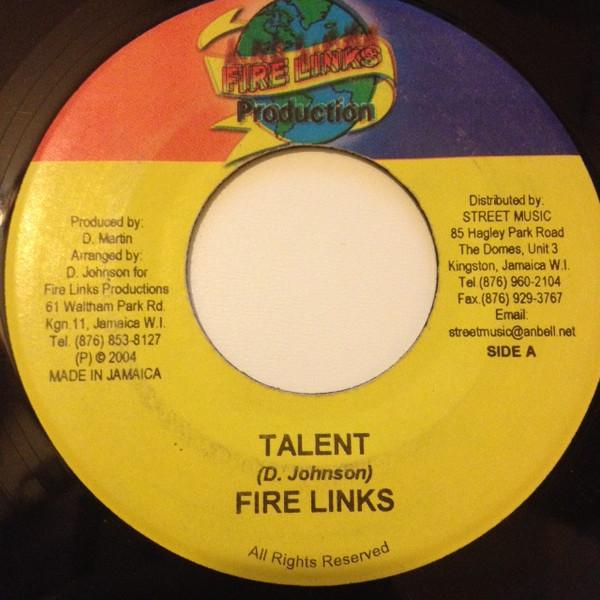 FIRE LINKS
Production
Produced by:
D. Martin
Arranged by:
D. Johnson for
Fire Links Productions
61 Waltham Park Rd.
Kgn.11, Jamaica W.I.
Tel. (876) 853-8127
(P) © 2004
MADE IN JAMAICA
Distributed by:
STREET MUSIC
85 Hagley Park Road
The Domes, Unit 3
Kingston, Jamaica W.I.
Tel.(876) 960-2104
Fax.(876) 929-3767
Email:
streetmusic@anbell.net
SIDE A
TALENT
(D. Johnson)
FIRE LINKS
All Rights Reserved